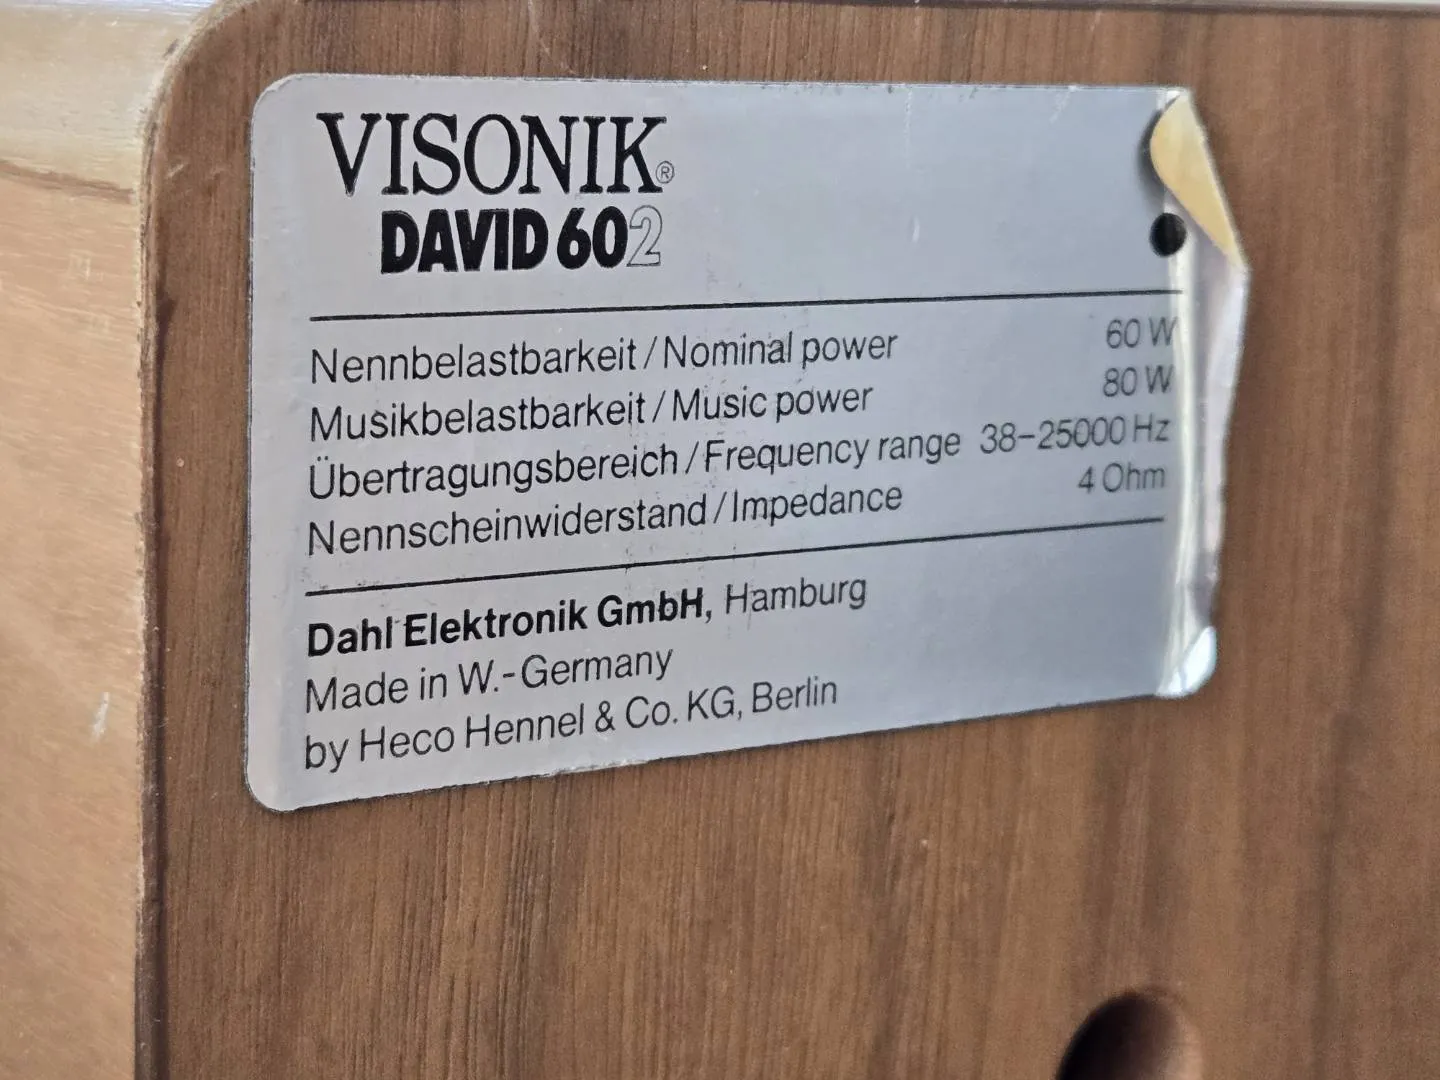 VISONIK®
DAVID 602
Nennbelastbarkeit/Nominal power 60 W
Musikbelastbarkeit/Music power 80 W
Übertragungsbereich/Frequency range 38-25000 Hz
Nennscheinwiderstand/Impedance 4 Ohm
Dahl Elektronik GmbH, Hamburg
Made in W.-Germany
by Heco Hennel & Co. KG, Berlin